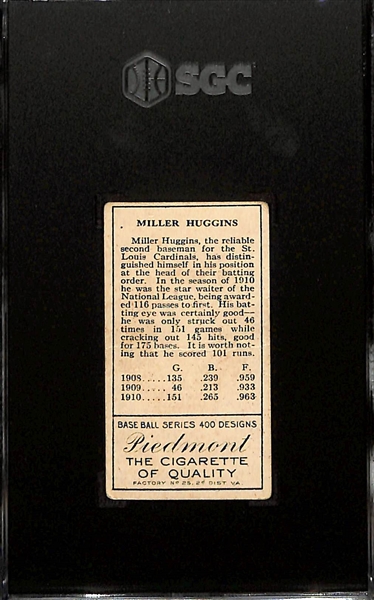 SGC
MILLER HUGGINS
Miller Huggins, the reliable
second baseman for the St.
Louis Cardinals, has distin-
guished himself in his position
at the head of their batting
order. In the season of 1910
he was the star waiter of the
National League, being award-
ed 116 passes to first. His bat-
ting eye was certainly good—
he was only struck out 46
times in 151 games while
cracking out 145 hits, good
for 175 bases. It is worth not-
ing that he scored 101 runs.
G. B. F.
1908.....135 .239 .959
1909..... 46 .213 .933
1910.....151 .265 .963
BASE BALL SERIES 400 DESIGNS
Piedmont
THE CIGARETTE
OF QUALITY
FACTORY Nº 25, 2ᴰ DIST. VA.